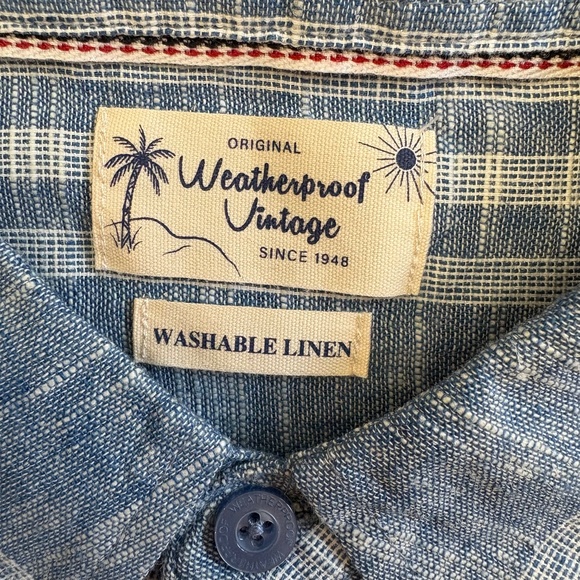 ORIGINAL
Weatherproof
Vintage
SINCE 1948
WASHABLE LINEN